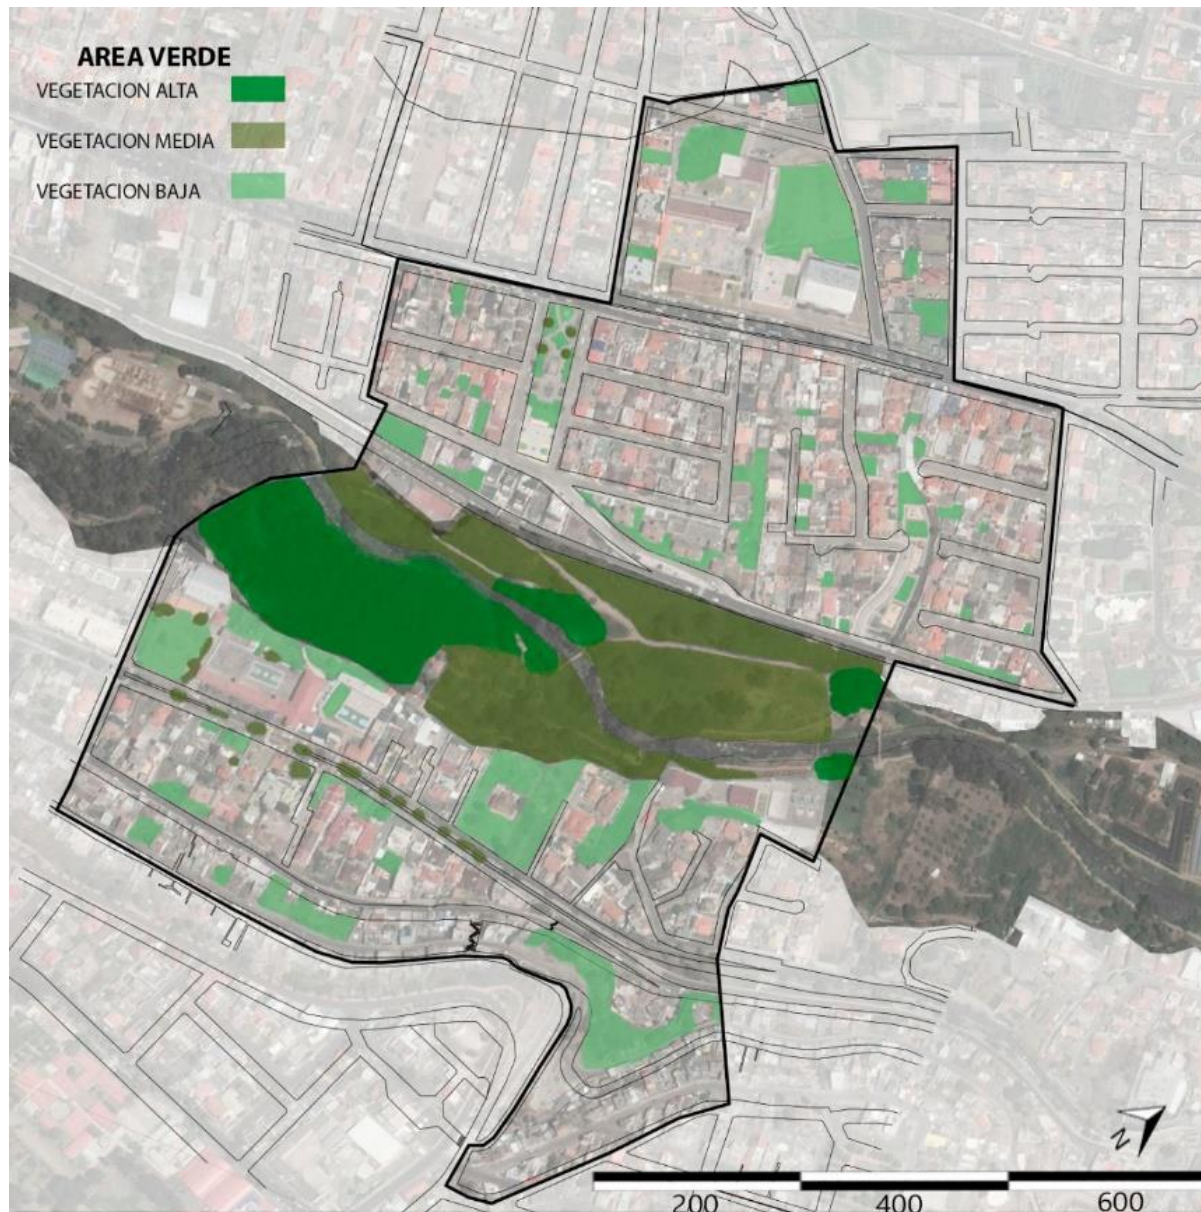 AREA VERDE
VEGETACION ALTA
VEGETACION MEDIA
VEGETACION BAJA
N
200 400 600